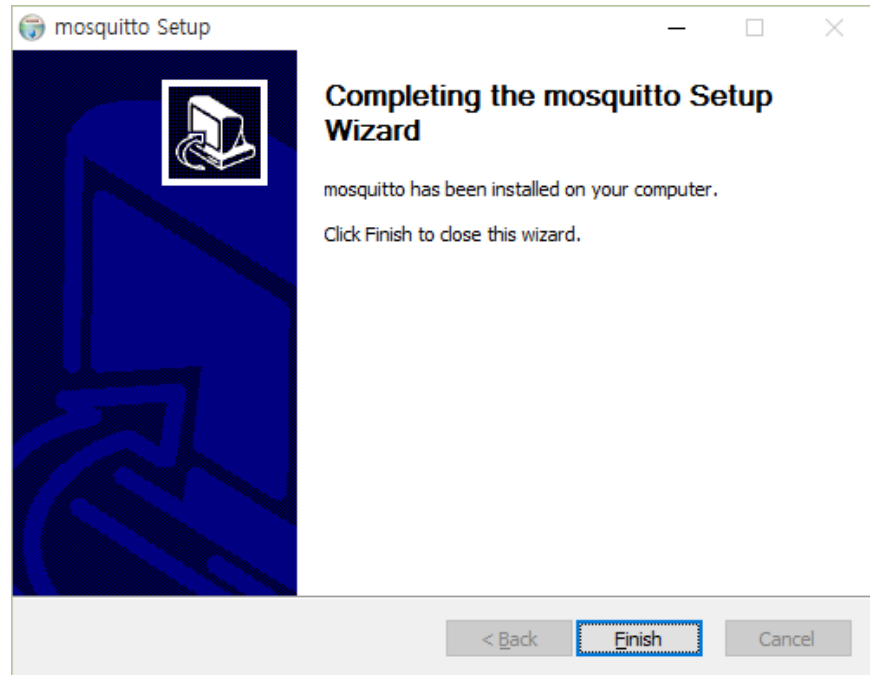 mosquitto Setup
Completing the mosquitto Setup
Wizard
mosquitto has been installed on your computer.
Click Finish to close this wizard.
< Back
Finish
Cancel